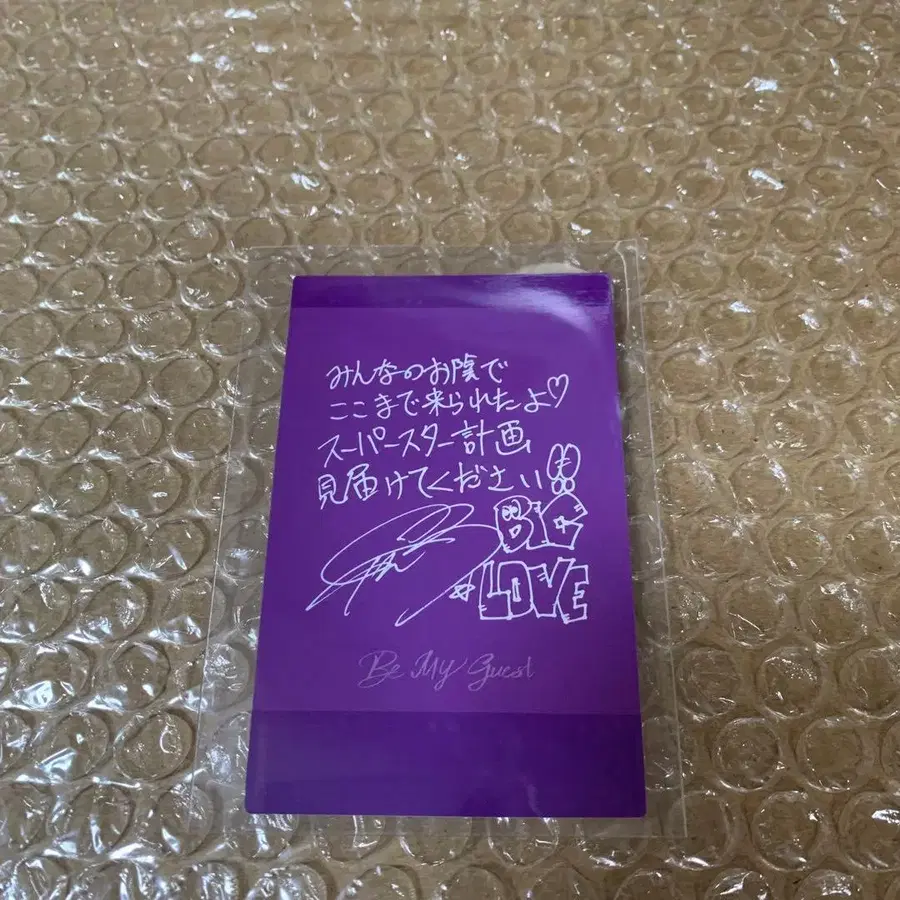 みんなのお陰で
ここまで来られたよ♡
スーパースター計画
見届けてください!!
BIG
LOVE
Be My Guest